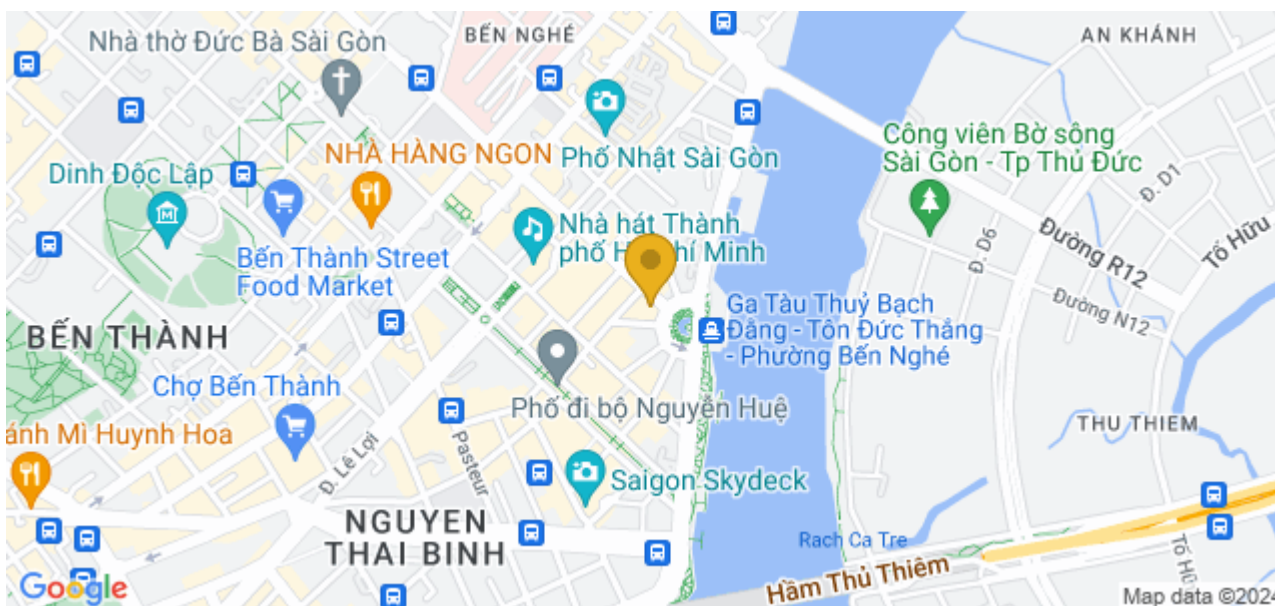 Nhà thờ Đức Bà Sài Gòn
BẾN NGHÉ
AN KHÁNH
NHÀ HÀNG NGON
Phố Nhật Sài Gòn
Công viên Bờ sông
Sài Gòn - Tp Thủ Đức
Đ. D1
Dinh Độc Lập
Nhà hát Thành
phố H Chí Minh
Đường R12
Tố Hữu
Đ. D6
Bến Thành Street
Food Market
Đường N12
Ga Tàu Thuỷ Bạch
Đằng - Tôn Đức Thắng
- Phường Bến Nghé
BẾN THÀNH
Chợ Bến Thành
Phố đi bộ Nguyễn Huệ
THU THIEM
ánh Mì Huynh Hoa
Đ. Lê Lợi
Pasteur
Saigon Skydeck
NGUYEN
THAI BINH
Rach Ca Tre
Tố Hữ
Hầm Thủ Thiêm
Google
Map data ©2024